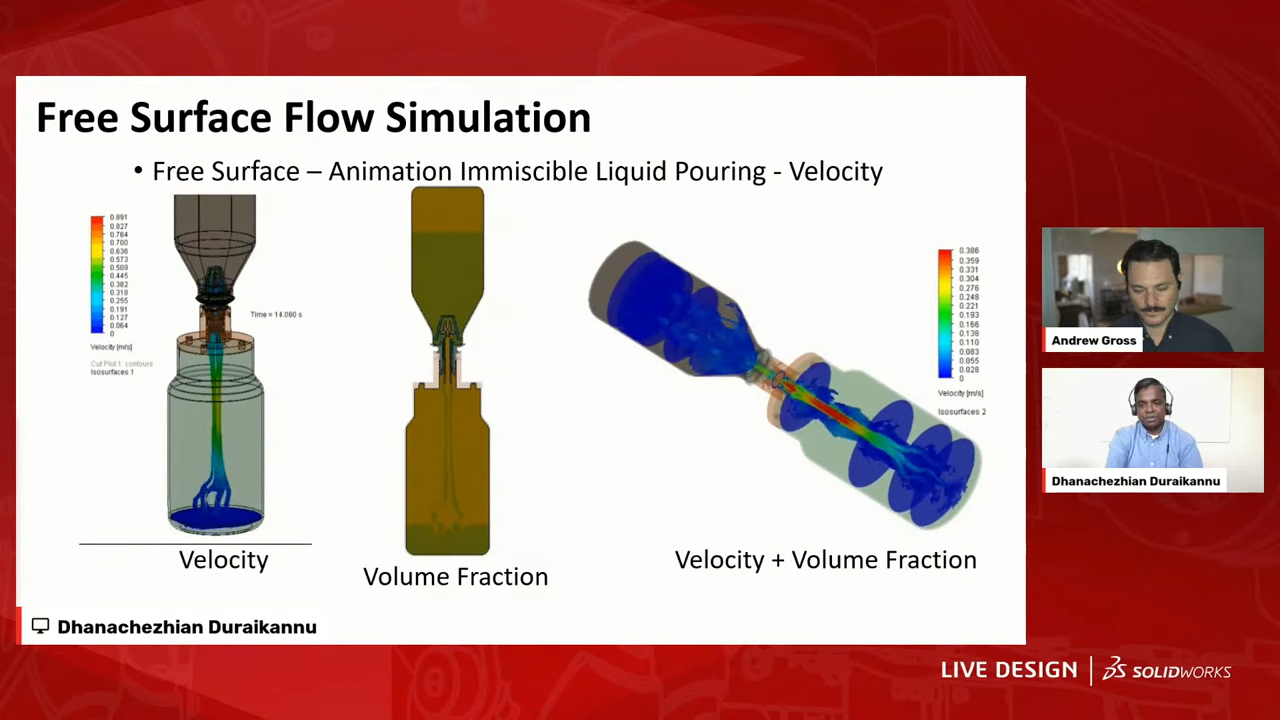 Free Surface Flow Simulation
• Free Surface – Animation Immiscible Liquid Pouring - Velocity
0.891
0.827
0.764
0.700
0.636
0.573
0.509
0.445
0.382
0.318
0.255
0.191
0.127
0.064
0
Velocity [m/s]
Cut Plot 1: contours
Isosurfaces 1
Time = 14.060 s
0.386
0.359
0.331
0.304
0.276
0.248
0.221
0.193
0.166
0.138
0.110
0.083
0.055
0.028
0
Velocity [m/s]
Isosurfaces 2
Velocity
Volume Fraction
Velocity + Volume Fraction
Dhanachezhian Duraikannu
Andrew Gross
Dhanachezhian Duraikannu
LIVE DESIGN | SOLIDWORKS